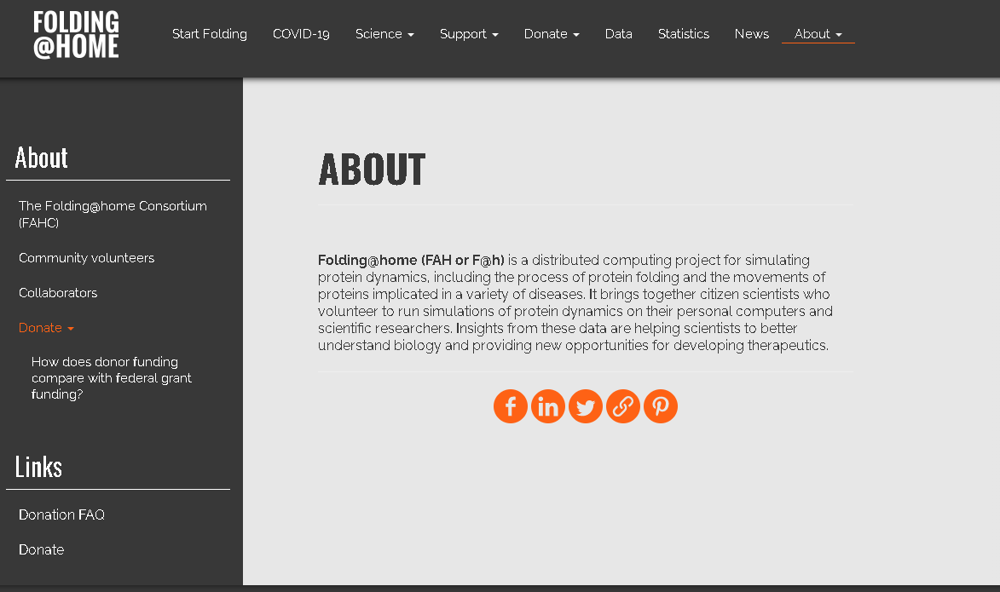 FOLDING
@HOME
Start Folding COVID-19 Science Support Donate Data Statistics News About
About
The Folding@home Consortium
(FAHC)
Community volunteers
Collaborators
Donate
How does donor funding
compare with federal grant
funding?
Links
Donation FAQ
Donate
ABOUT
Folding@home (FAH or F@h) is a distributed computing project for simulating
protein dynamics, including the process of protein folding and the movements of
proteins implicated in a variety of diseases. It brings together citizen scientists who
volunteer to run simulations of protein dynamics on their personal computers and
scientific researchers. Insights from these data are helping scientists to better
understand biology and providing new opportunities for developing therapeutics.